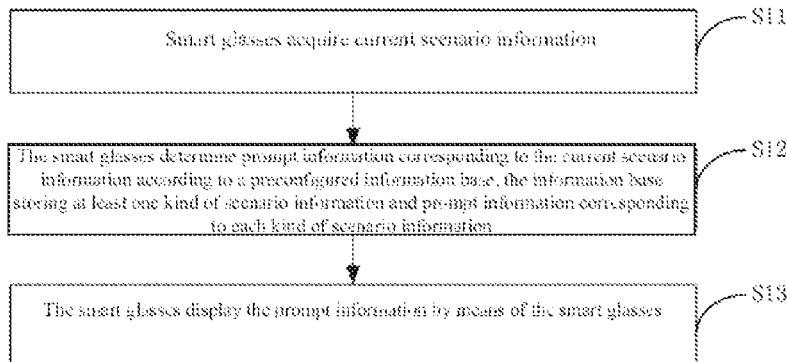 Smart glasses acquire current scenario information
S11
The smart glasses determine prompt information corresponding to the current scenario
information according to a preconfigured information base, the information base
storing at least one kind of scenario information and prompt information corresponding
to each kind of scenario information
S12
The smart glasses display the prompt information by means of the smart glasses
S13